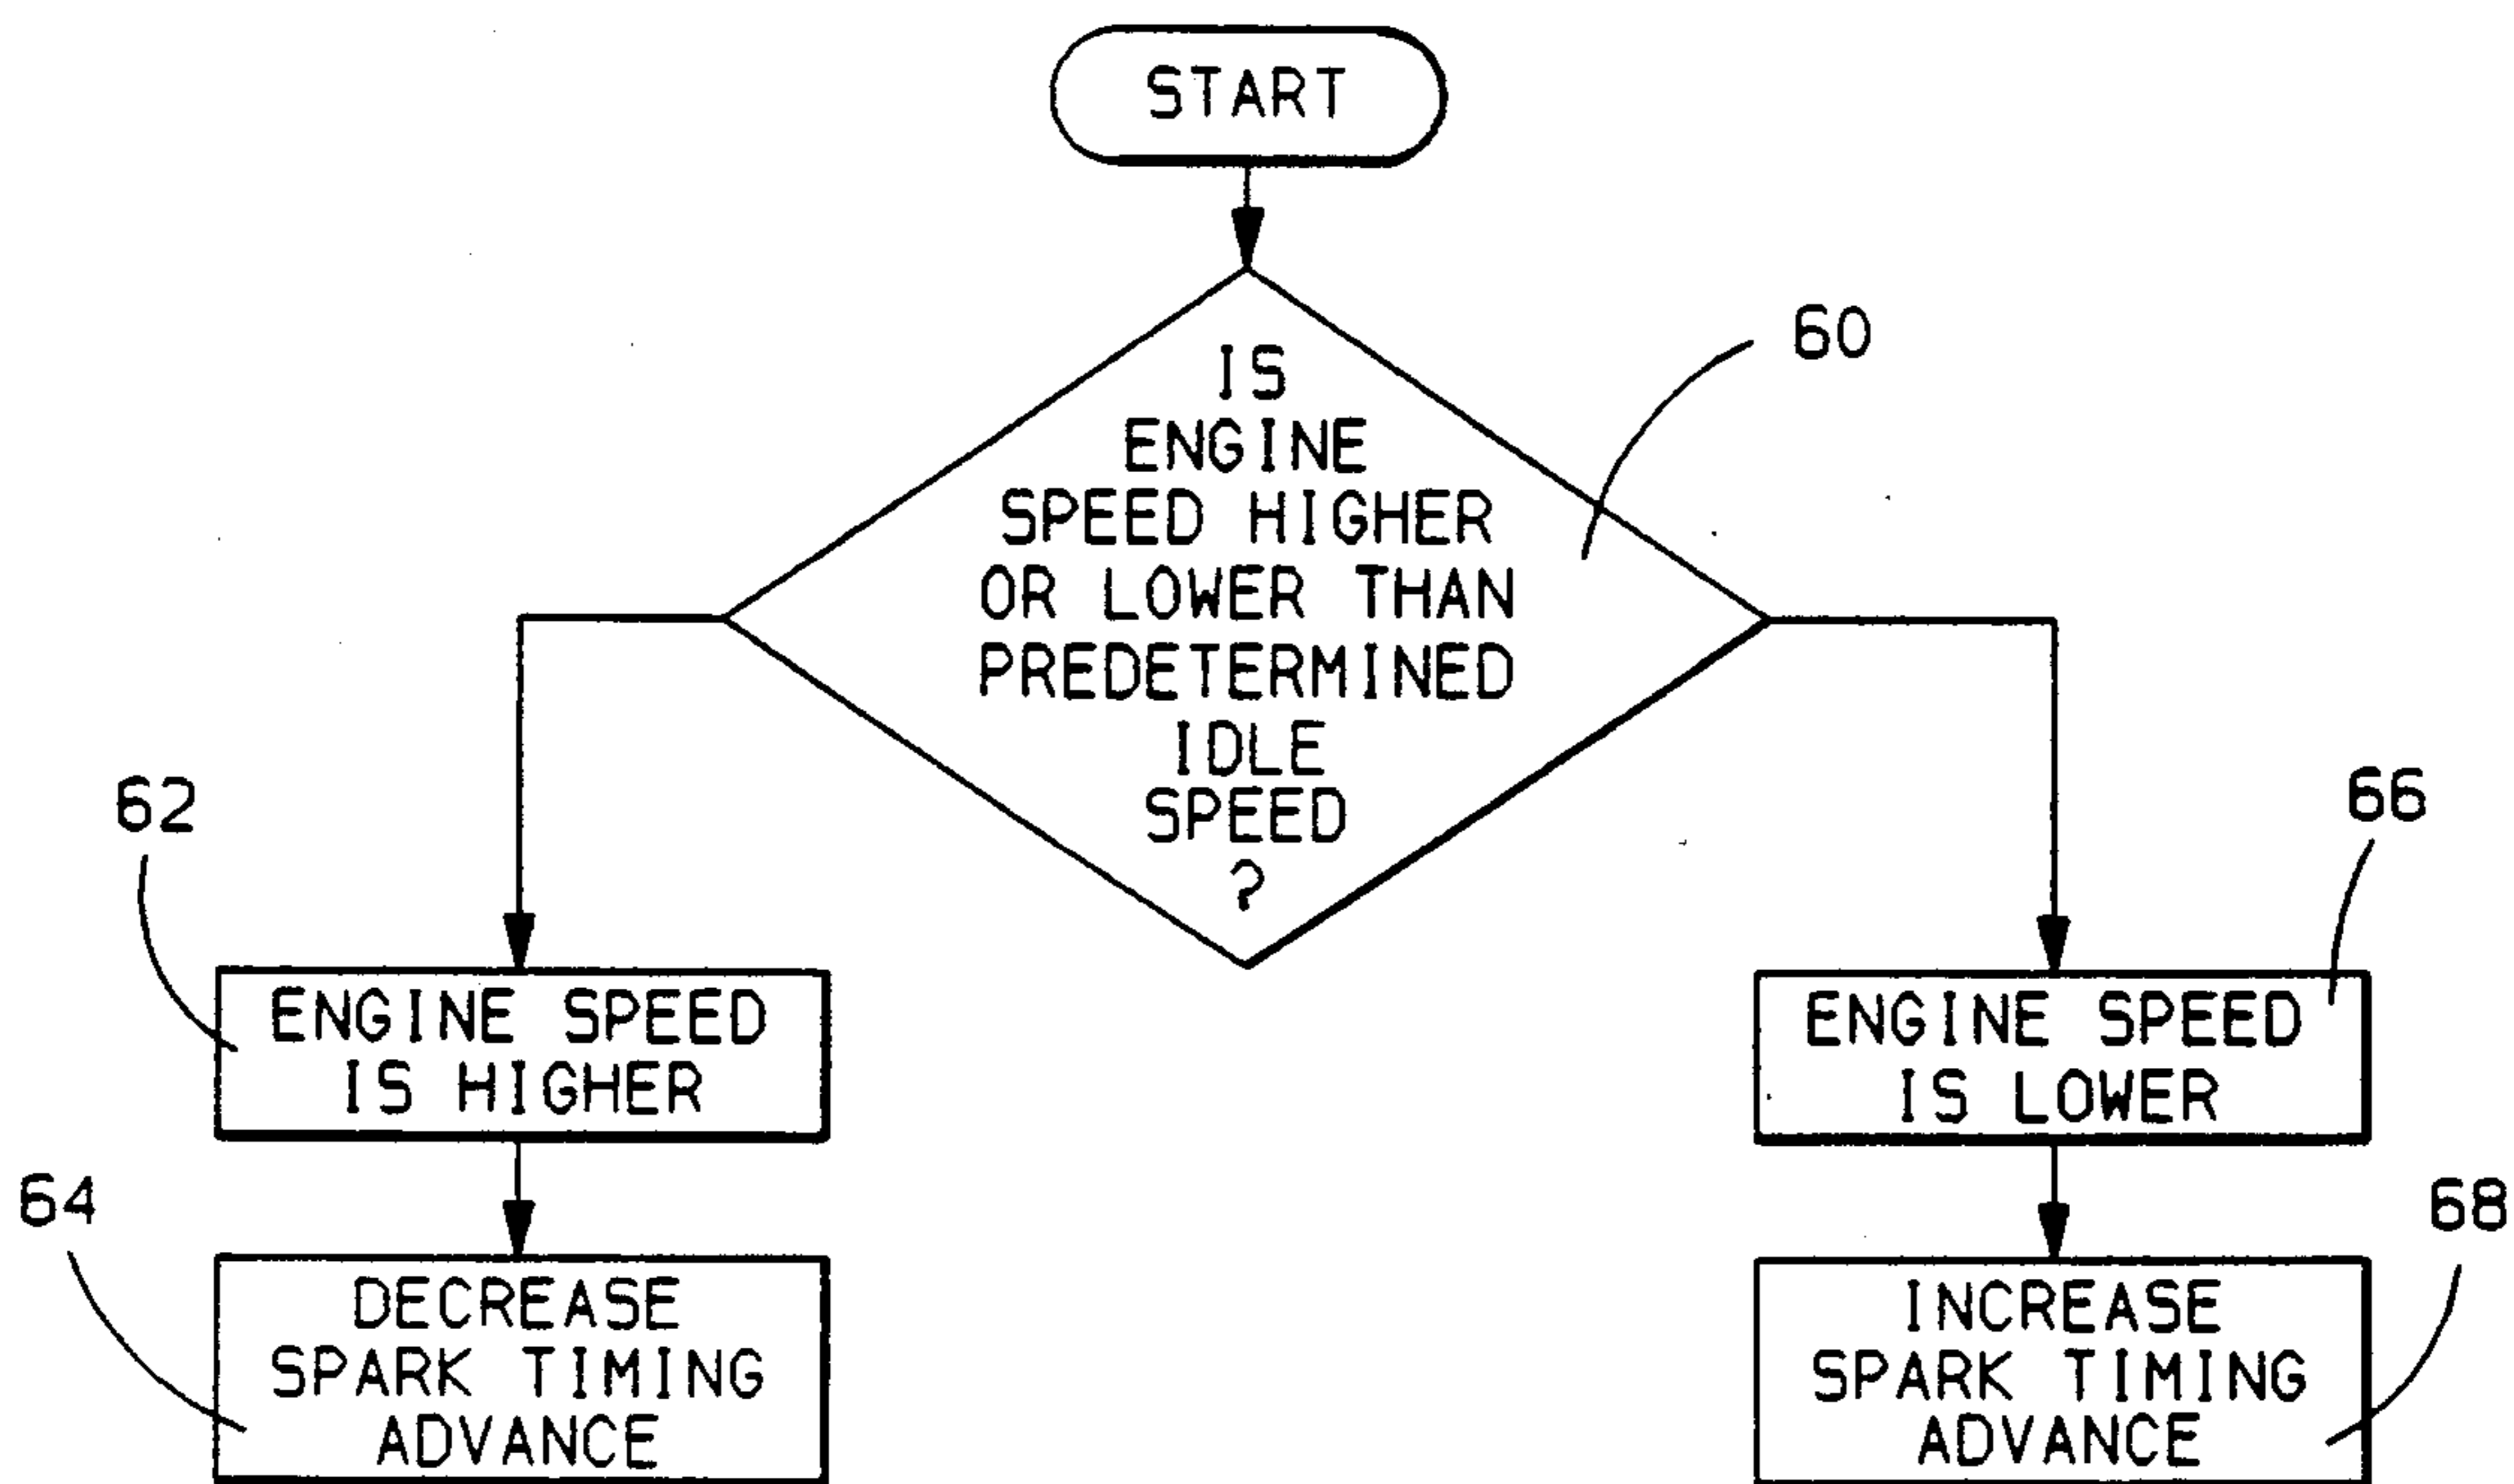 START
60
IS
ENGINE
SPEED HIGHER
OR LOWER THAN
PREDETERMINED
IDLE
SPEED
?
62
66
ENGINE SPEED
IS HIGHER
ENGINE SPEED
IS LOWER
64
68
DECREASE
SPARK TIMING
ADVANCE
INCREASE
SPARK TIMING
ADVANCE